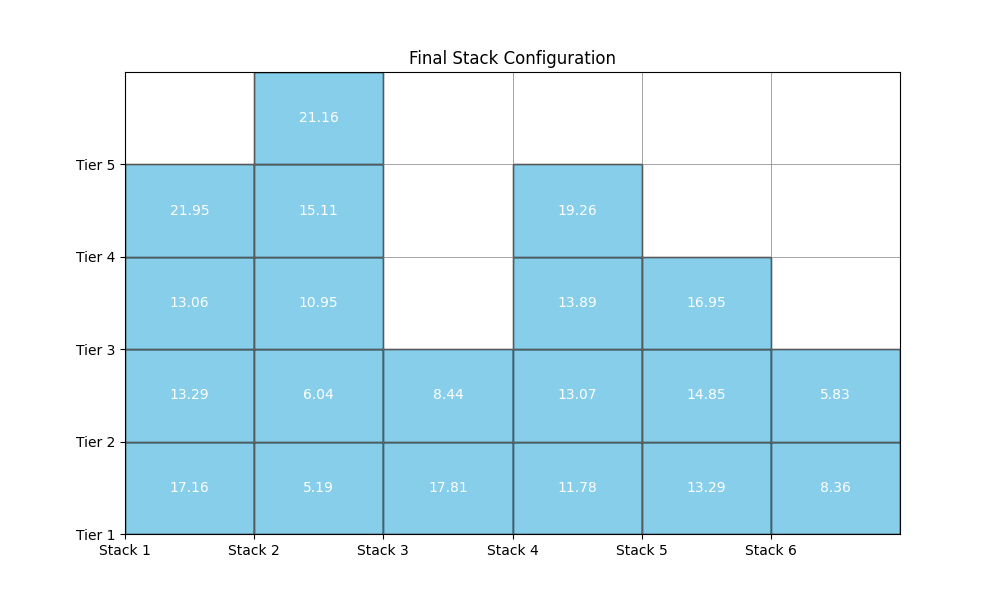 Final Stack Configuration
21.16
Tier 5
21.95 15.11 19.26
Tier 4
13.06 10.95 13.89 16.95
Tier 3
13.29 6.04 8.44 13.07 14.85 5.83
Tier 2
17.16 5.19 17.81 11.78 13.29 8.36
Tier 1
Stack 1 Stack 2 Stack 3 Stack 4 Stack 5 Stack 6